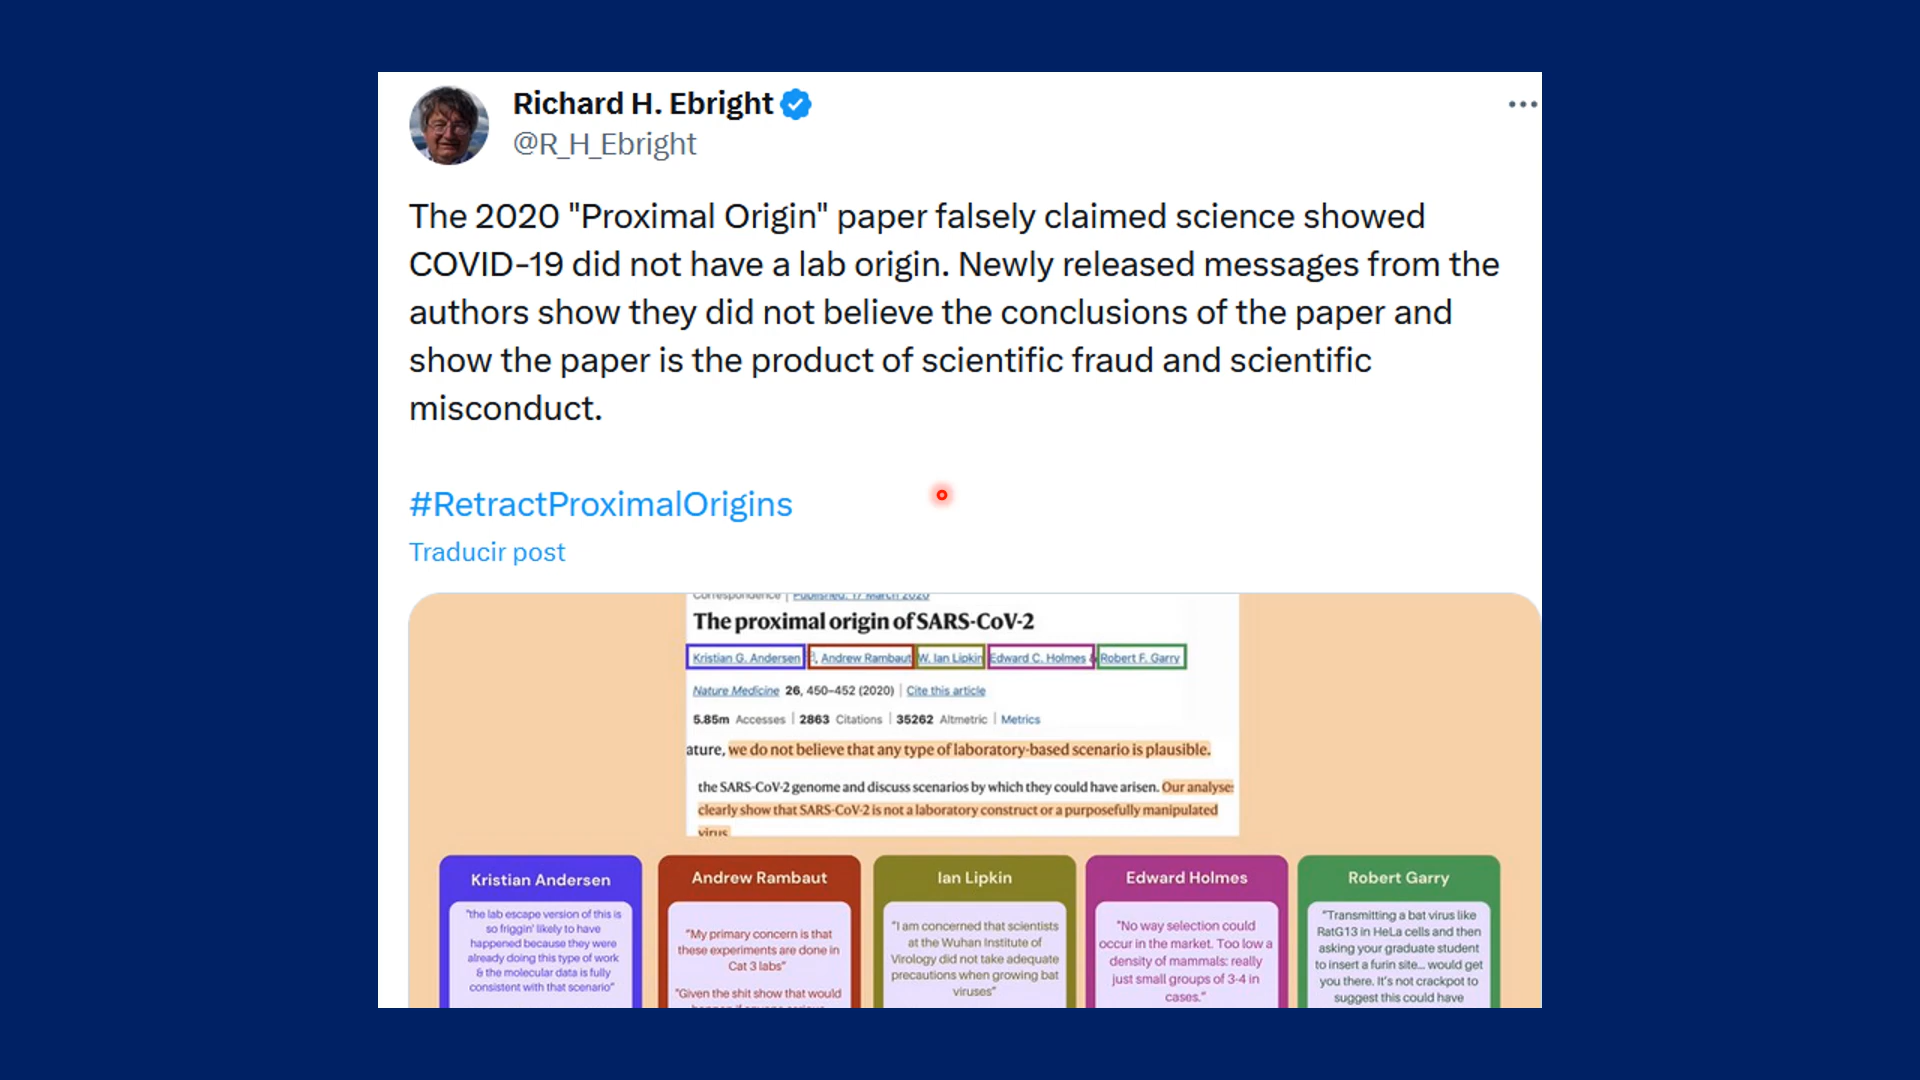 Richard H. Ebright
@R_H_Ebright
The 2020 "Proximal Origin" paper falsely claimed science showed
COVID-19 did not have a lab origin. Newly released messages from the
authors show they did not believe the conclusions of the paper and
show the paper is the product of scientific fraud and scientific
misconduct.
#RetractProximalOrigins
Traducir post
Correspondence | Published: 17 March 2020
The proximal origin of SARS-CoV-2
Kristian G. Andersen, Andrew Rambaut, W. Ian Lipkin, Edward C. Holmes & Robert F. Garry
Nature Medicine 26, 450–452 (2020) | Cite this article
5.85m Accesses | 2863 Citations | 35262 Altmetric | Metrics
ature, we do not believe that any type of laboratory-based scenario is plausible.
the SARS-CoV-2 genome and discuss scenarios by which they could have arisen. Our analyses
clearly show that SARS-CoV-2 is not a laboratory construct or a purposefully manipulated
virus.
Kristian Andersen
"the lab escape version of this is
so friggin' likely to have
happened because they were
already doing this type of work
& the molecular data is fully
consistent with that scenario"
Andrew Rambaut
"My primary concern is that
these experiments are done in
Cat 3 labs"
"Given the shit show that would
Ian Lipkin
"I am concerned that scientists
at the Wuhan Institute of
Virology did not take adequate
precautions when growing bat
viruses"
Edward Holmes
"No way selection could
occur in the market. Too low a
density of mammals: really
just small groups of 3-4 in
cases."
Robert Garry
"Transmitting a bat virus like
RatG13 in HeLa cells and then
asking your graduate student
to insert a furin site... would get
you there. It's not crackpot to
suggest this could have